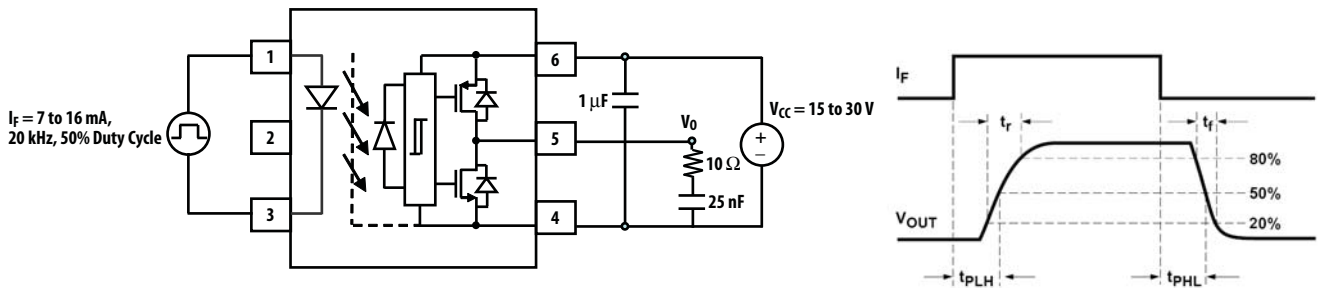 1
I_F = 7 to 16 mA,
20 kHz, 50% Duty Cycle
2
3
6
5
4
1 μF
V_O
10 Ω
25 nF
V_CC = 15 to 30 V
+
−
I_F
t_r
t_f
80%
50%
20%
V_OUT
t_PLH
t_PHL